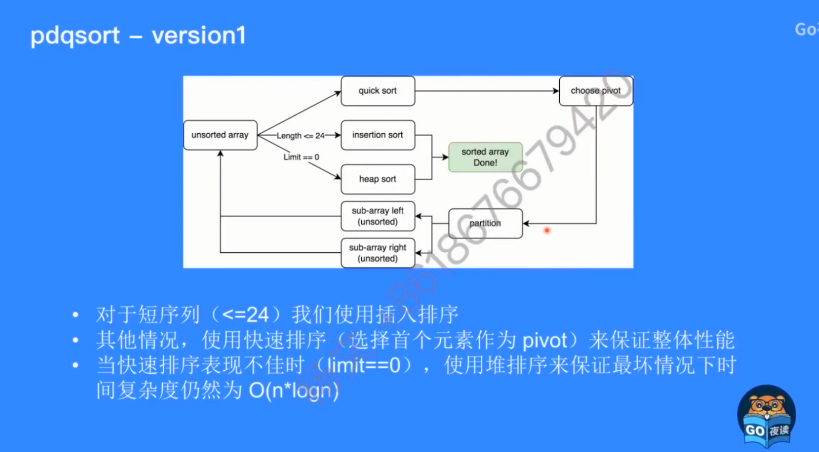 pdqsort – version1
Go
quick sort
choose pivot
unsorted array
Length <= 24
insertion sort
Limit == 0
sorted array
Done!
heap sort
sub-array left
(unsorted)
partition
sub-array right
(unsorted)
• 对于短序列（<=24）我们使用插入排序
• 其他情况，使用快速排序（选择首个元素作为 pivot）来保证整体性能
• 当快速排序表现不佳时（limit==0），使用堆排序来保证最坏情况下时
间复杂度仍然为 O(n*logn)
GO 夜读